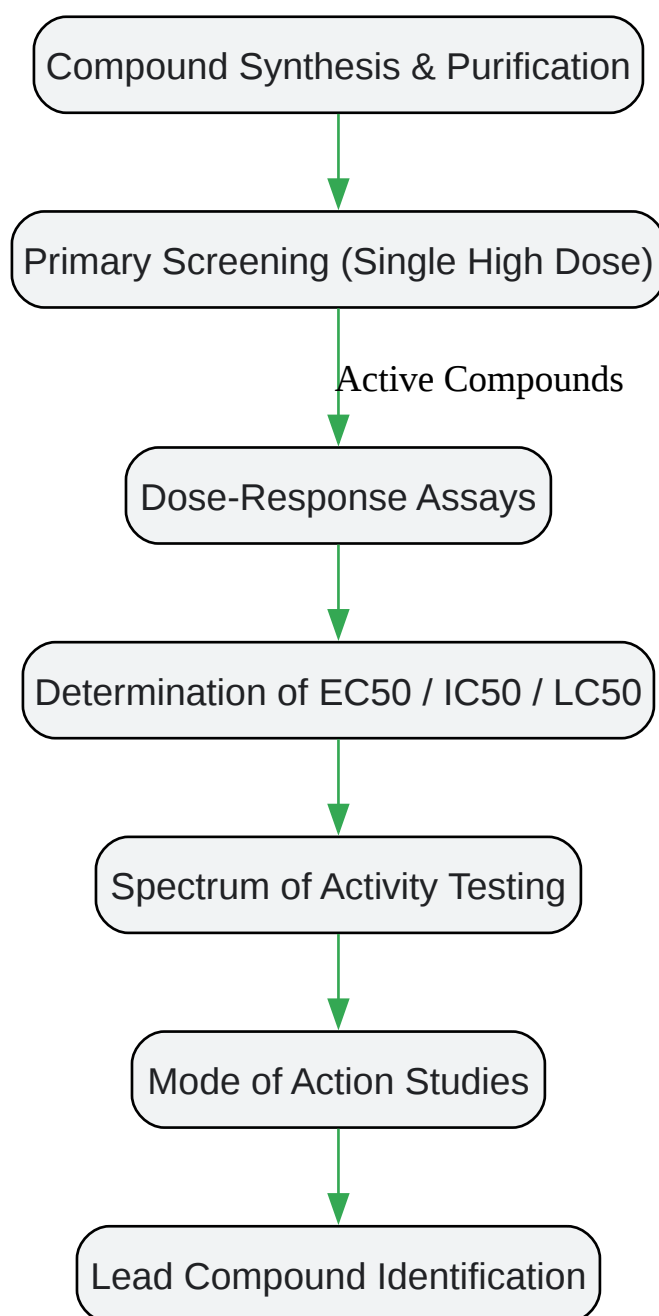 Compound Synthesis & Purification
Primary Screening (Single High Dose)
Active Compounds
Dose-Response Assays
Determination of EC50 / IC50 / LC50
Spectrum of Activity Testing
Mode of Action Studies
Lead Compound Identification